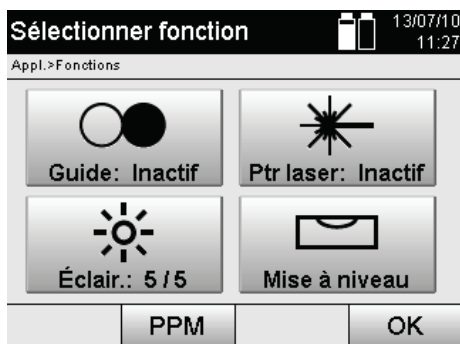 Sélectionner fonction
13/07/10
11:27
Appl.>Fonctions
Guide: Inactif
Ptr laser: Inactif
Éclair.: 5/5
Mise à niveau
PPM
OK